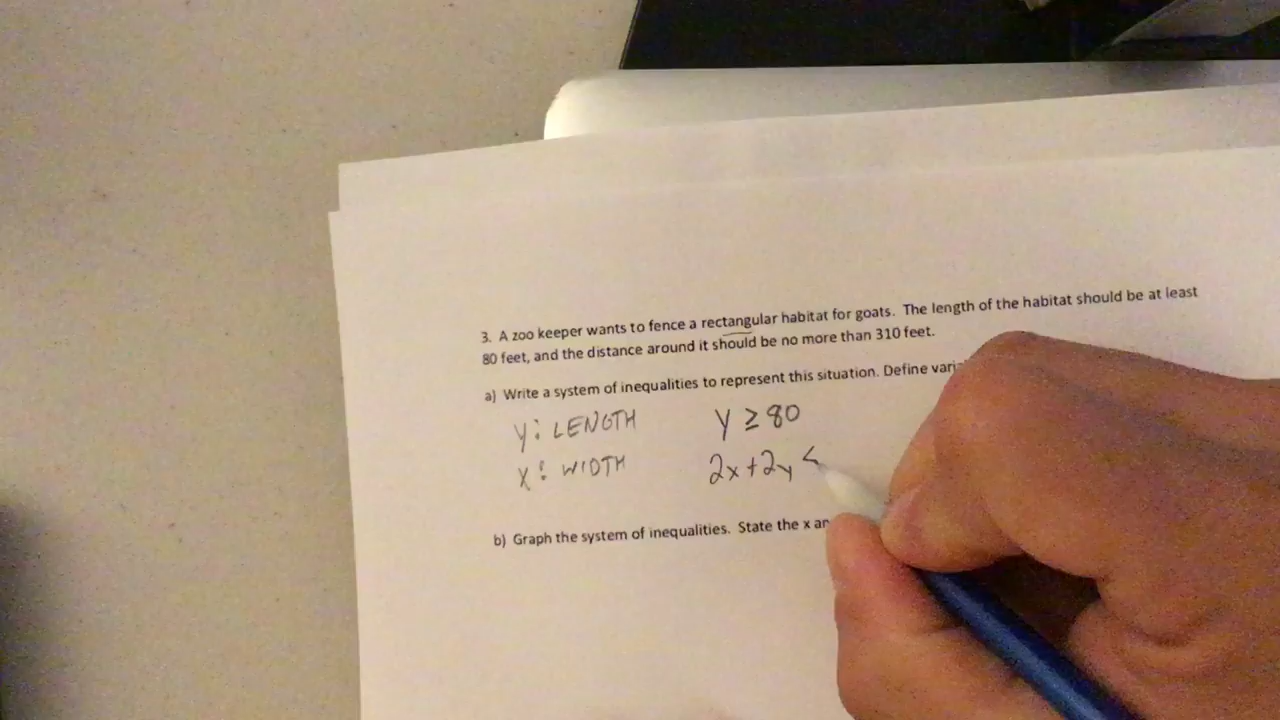 3. A zoo keeper wants to fence a rectangular habitat for goats. The length of the habitat should be at least
80 feet, and the distance around it should be no more than 310 feet.
a) Write a system of inequalities to represent this situation. Define
Y: LENGTH Y ≥ 80
X: WIDTH 2x+2y <
b) Graph the system of inequalities. State the x